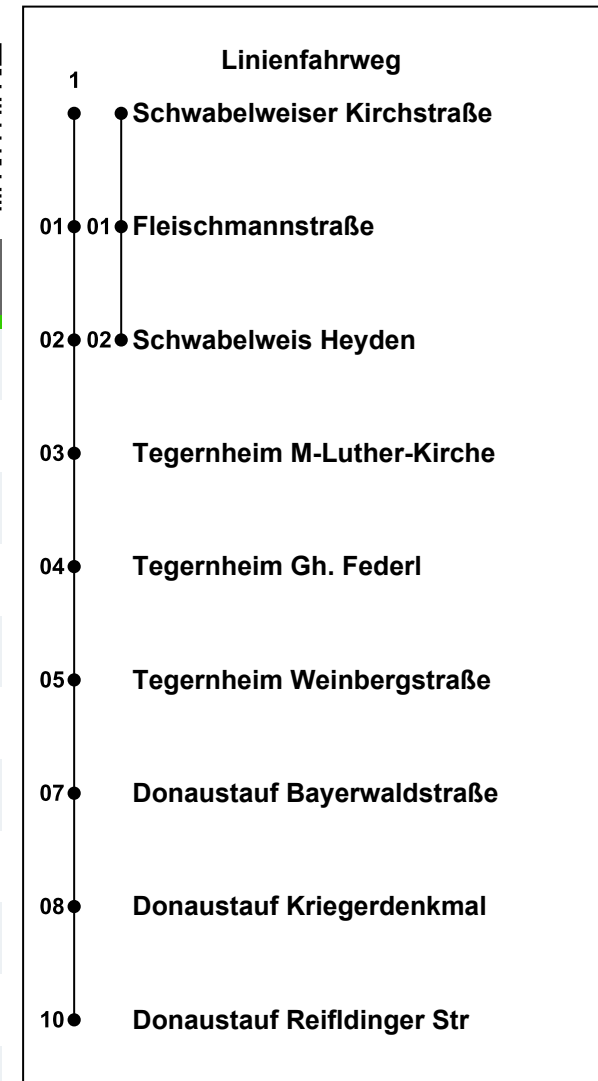 Linienfahrweg
1
Schwabelweiser Kirchstraße
01 01 Fleischmannstraße
02 02 Schwabelweis Heyden
03 Tegernheim M-Luther-Kirche
04 Tegernheim Gh. Federl
05 Tegernheim Weinbergstraße
07 Donaustauf Bayerwaldstraße
08 Donaustauf Kriegerdenkmal
10 Donaustauf Reifldinger Str